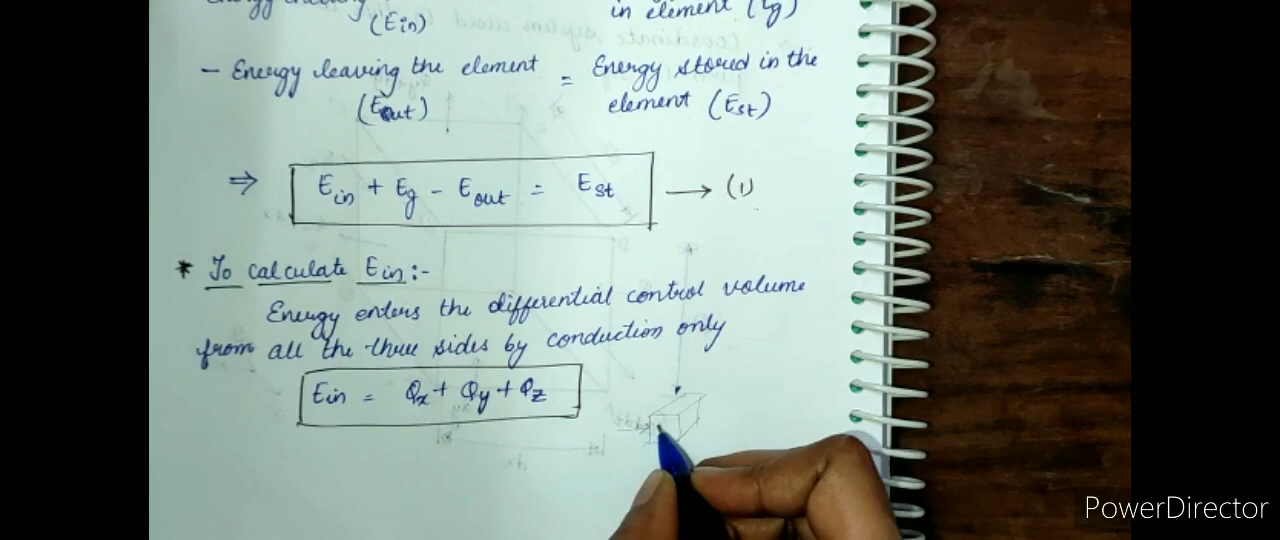 (Ein)
in element (Eg)
- Energy leaving the element = Energy stored in the
(Eout) element (Est)
⇒ Ein + Eg - Eout = Est → (1)
* To calculate Ein :-
Energy enters the differential control volume
from all the three sides by conduction only
Ein = Qx + Qy + Qz
dx
PowerDirector